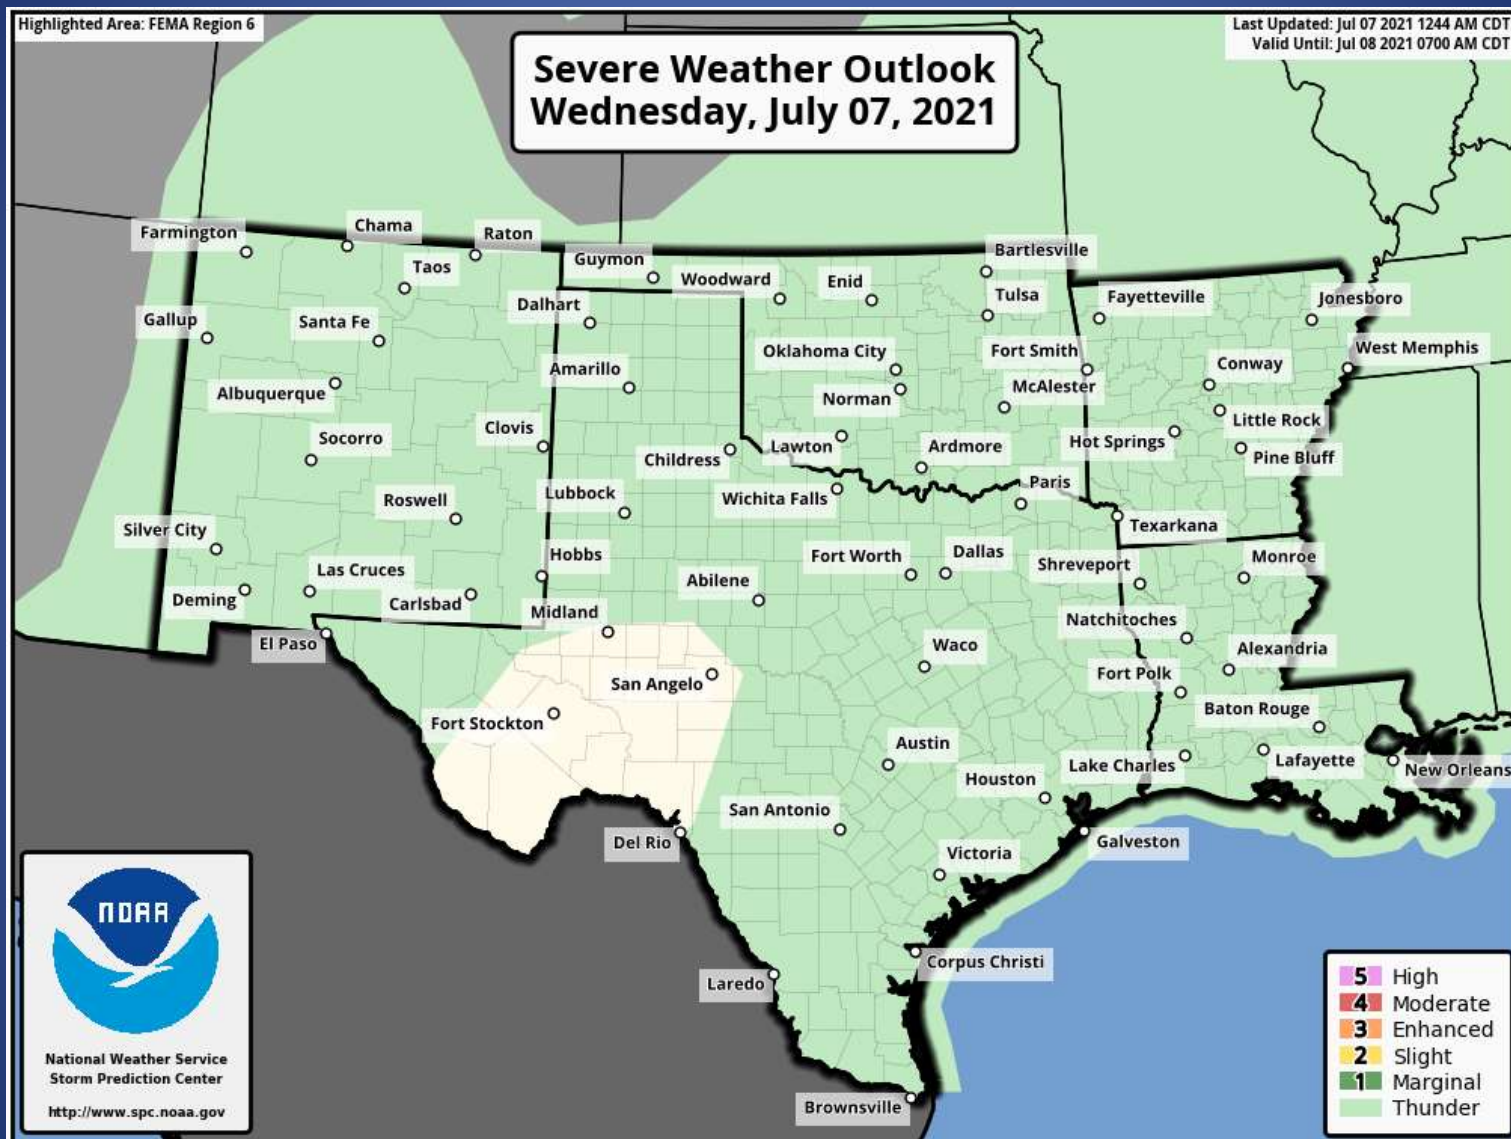 Highlighted Area: FEMA Region 6
Last Updated: Jul 07 2021 1244 AM CDT
Valid Until: Jul 08 2021 0700 AM CDT
Severe Weather Outlook
Wednesday, July 07, 2021
Farmington
Chama
Raton
Taos
Guymon
Woodward
Enid
Bartlesville
Tulsa
Fayetteville
Jonesboro
Gallup
Santa Fe
Dalhart
Albuquerque
Amarillo
Oklahoma City
Norman
Fort Smith
McAlester
Conway
West Memphis
Little Rock
Socorro
Clovis
Childress
Lawton
Ardmore
Hot Springs
Pine Bluff
Roswell
Lubbock
Wichita Falls
Paris
Texarkana
Silver City
Las Cruces
Hobbs
Abilene
Fort Worth
Dallas
Shreveport
Monroe
Deming
Carlsbad
Midland
Natchitoches
El Paso
San Angelo
Waco
Alexandria
Fort Polk
Fort Stockton
Baton Rouge
Austin
Houston
Lake Charles
Lafayette
New Orleans
San Antonio
Del Rio
Victoria
Galveston
Laredo
Corpus Christi
Brownsville
NOAA
National Weather Service
Storm Prediction Center
http://www.spc.noaa.gov
5 High
4 Moderate
3 Enhanced
2 Slight
1 Marginal
Thunder